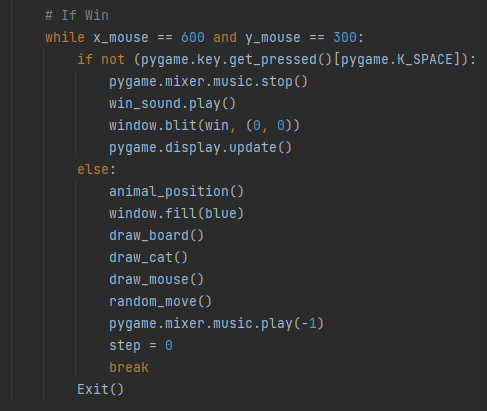 # If Win
while x_mouse == 600 and y_mouse == 300:
if not (pygame.key.get_pressed()[pygame.K_SPACE]):
pygame.mixer.music.stop()
win_sound.play()
window.blit(win, (0, 0))
pygame.display.update()
else:
animal_position()
window.fill(blue)
draw_board()
draw_cat()
draw_mouse()
random_move()
pygame.mixer.music.play(-1)
step = 0
break
Exit()